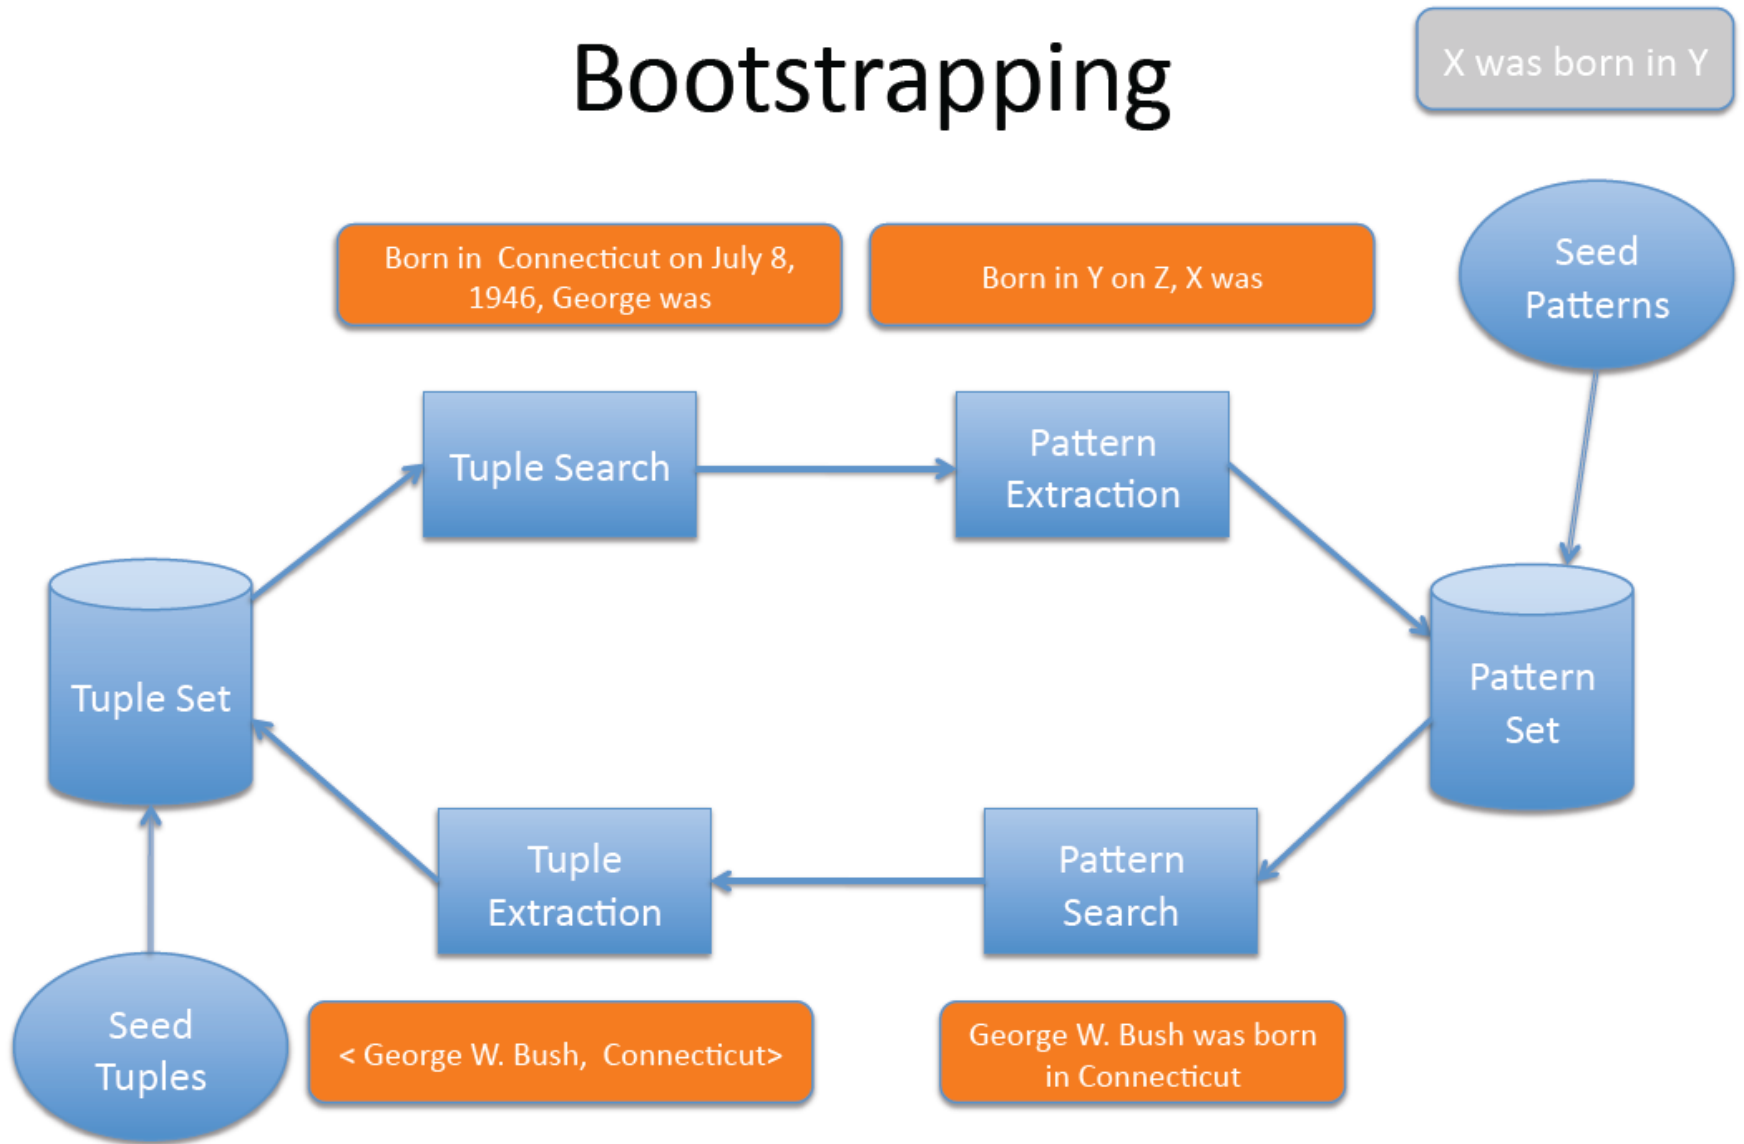 Bootstrapping
X was born in Y
Born in Connecticut on July 8,
1946, George was
Born in Y on Z, X was
Seed
Patterns
Tuple Search
Pattern
Extraction
Tuple Set
Pattern
Set
Tuple
Extraction
Pattern
Search
Seed
Tuples
< George W. Bush, Connecticut>
George W. Bush was born
in Connecticut